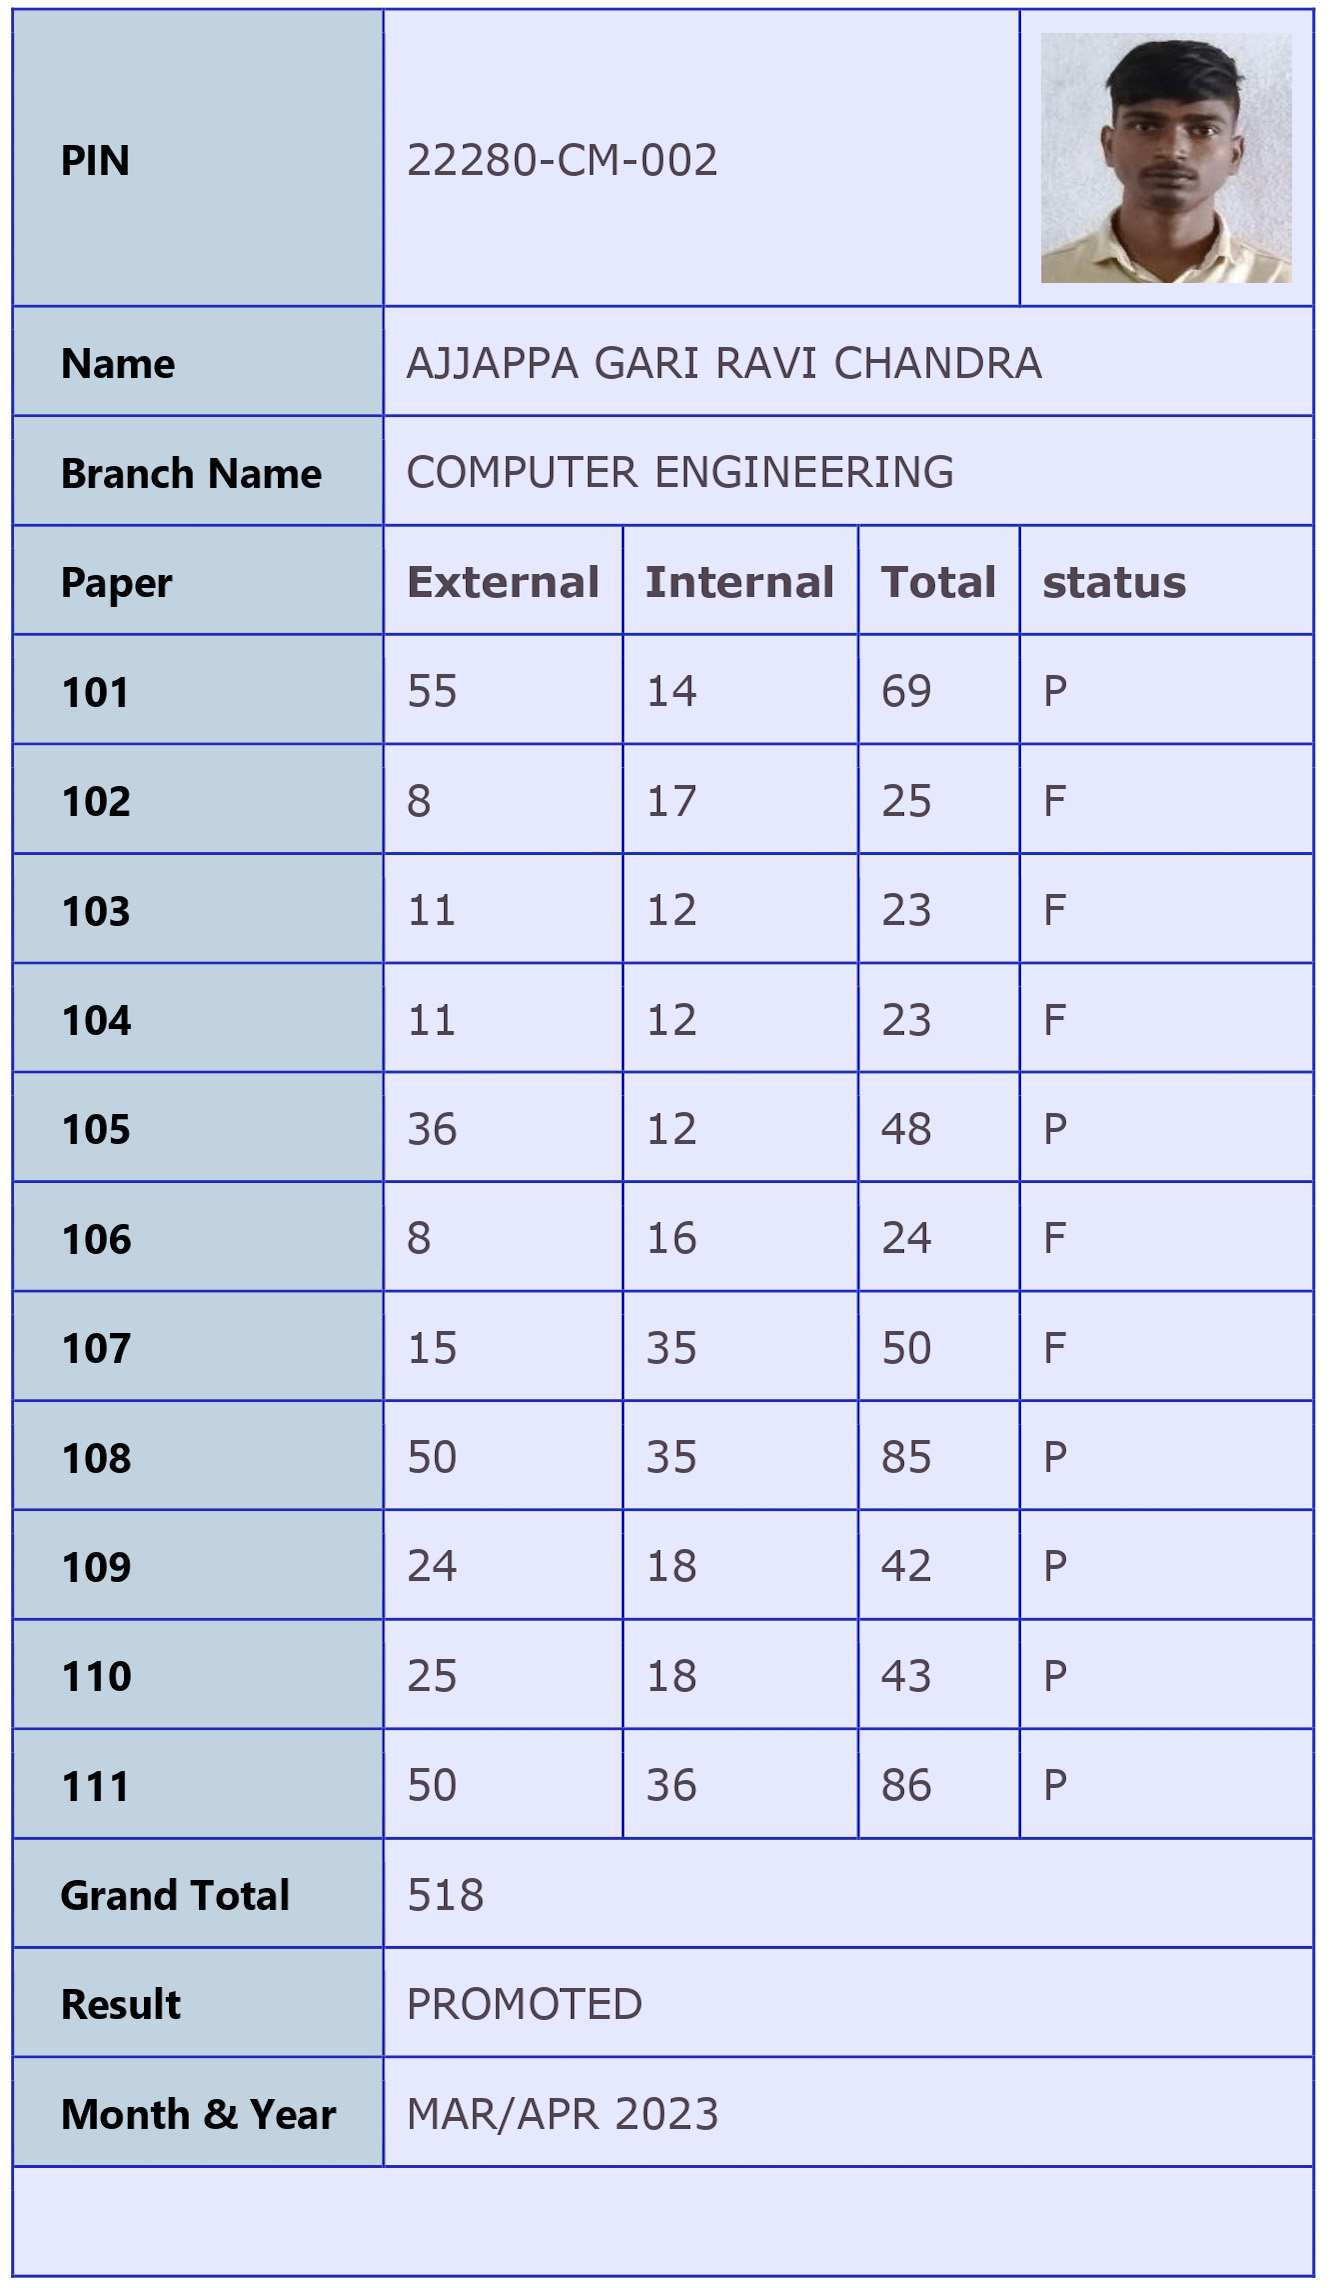 PIN 22280-CM-002
Name AJJAPPA GARI RAVI CHANDRA
Branch Name COMPUTER ENGINEERING
Paper External Internal Total status
101 55 14 69 P
102 8 17 25 F
103 11 12 23 F
104 11 12 23 F
105 36 12 48 P
106 8 16 24 F
107 15 35 50 F
108 50 35 85 P
109 24 18 42 P
110 25 18 43 P
111 50 36 86 P
Grand Total 518
Result PROMOTED
Month & Year MAR/APR 2023